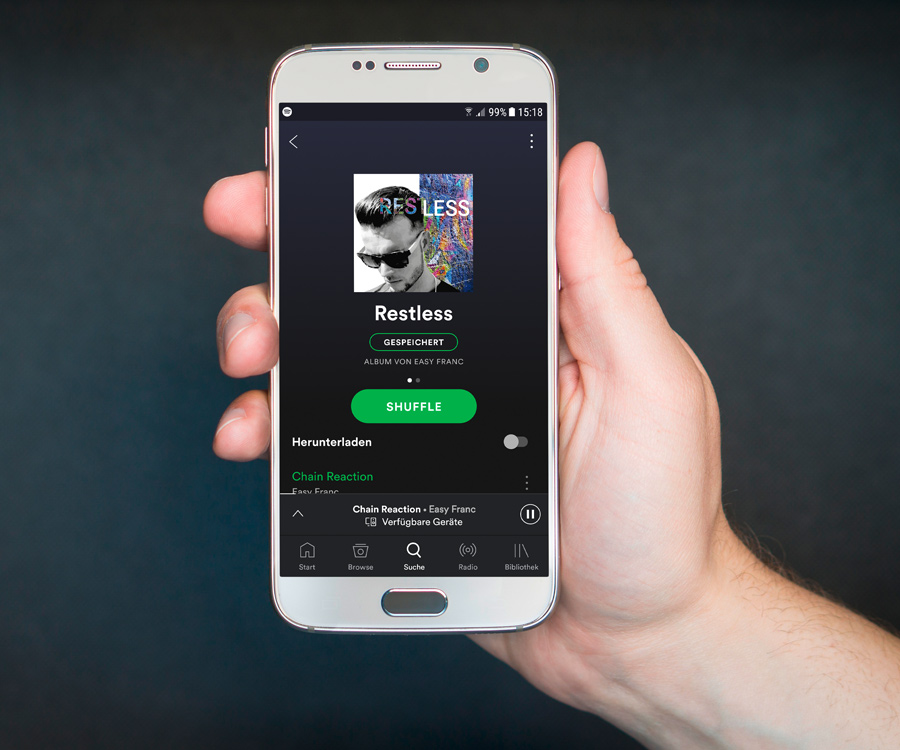 99% 15:18
RESTLESS
Restless
GESPEICHERT
ALBUM VON EASY FRANC
SHUFFLE
Herunterladen
Chain Reaction
Easy Franc
Chain Reaction • Easy Franc
Verfügbare Geräte
Start Browse Suche Radio Bibliothek